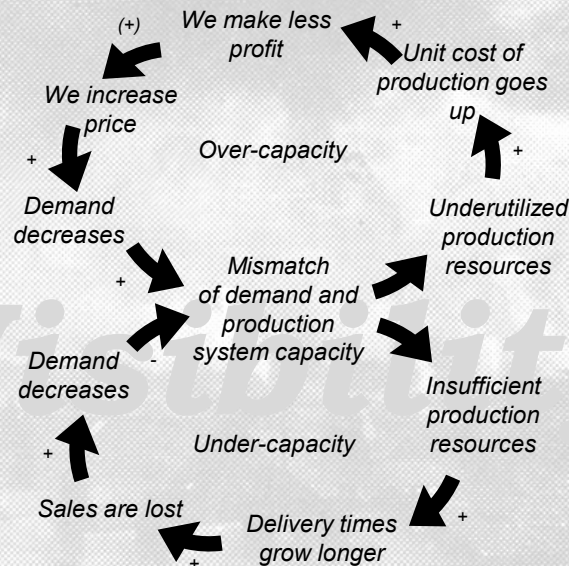 (+)
We make less
profit
+
Unit cost of
production goes
up
We increase
price
Over-capacity
+
+
Demand
decreases
Underutilized
production
resources
+
Mismatch
of demand and
production
system capacity
Visibilit
Demand
decreases
-
Insufficient
production
resources
Under-capacity
+
Sales are lost
Delivery times
grow longer
+
+